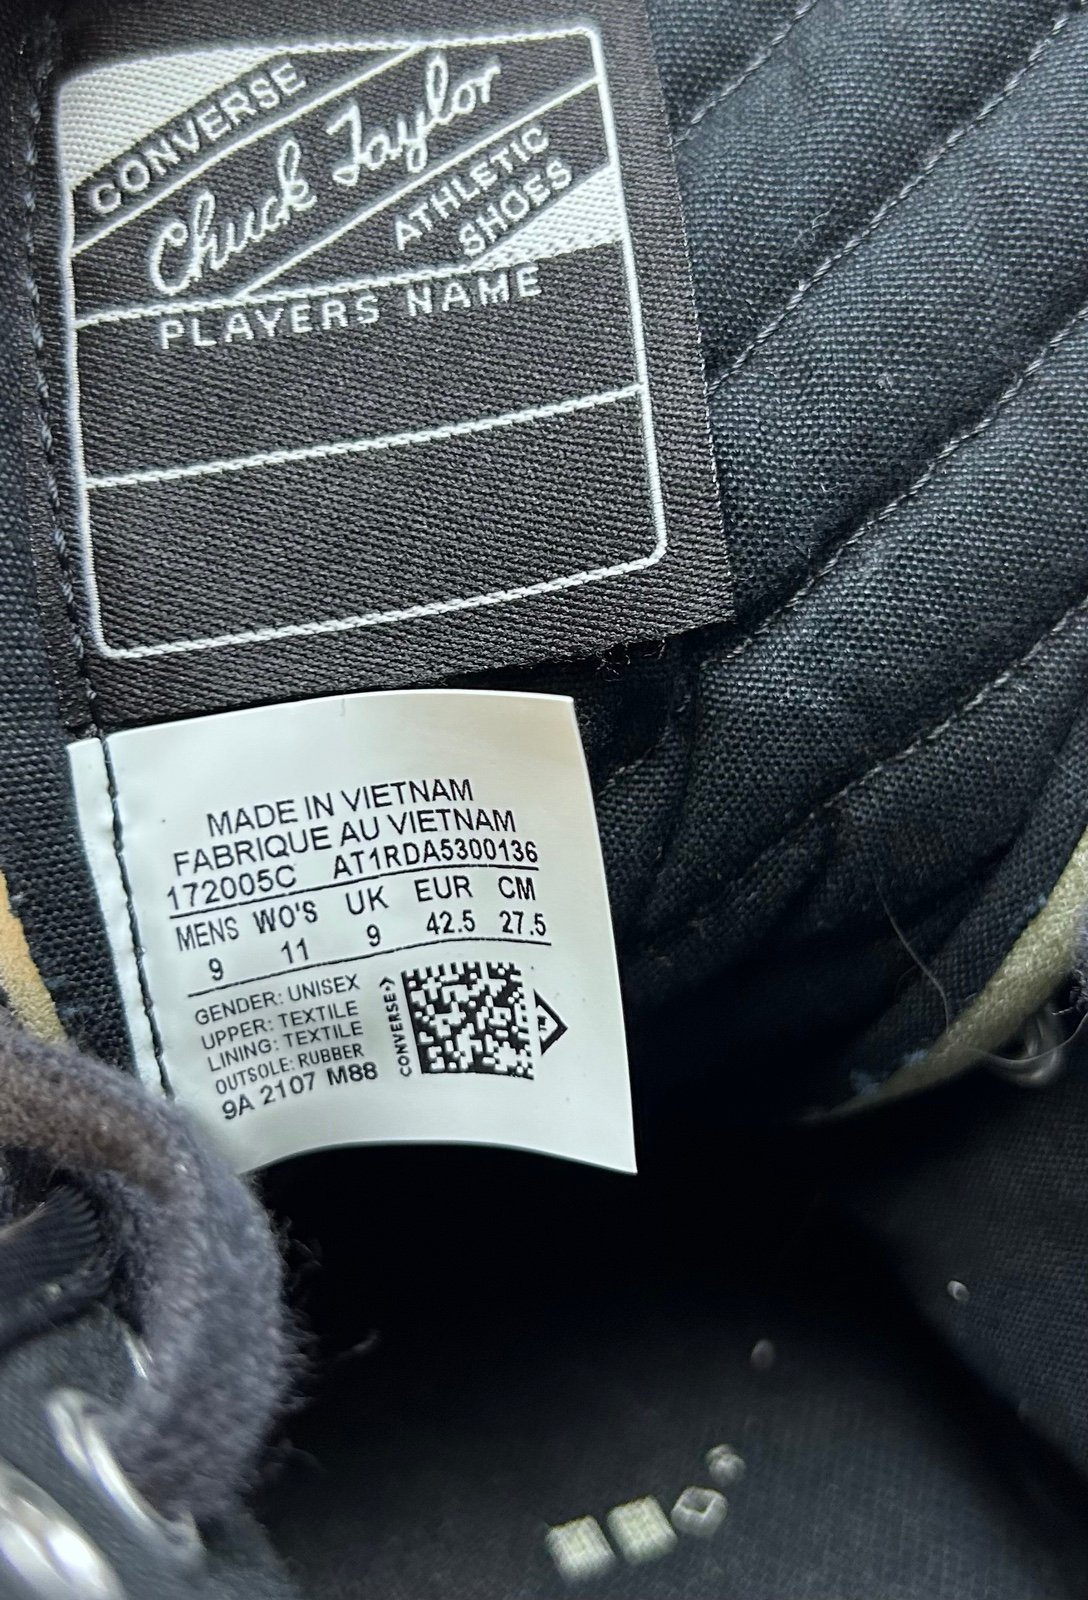 CONVERSE
Chuck Taylor
ATHLETIC
SHOES
PLAYERS NAME
MADE IN VIETNAM
FABRIQUE AU VIETNAM
172005C AT1RDA5300136
MENS WO'S UK EUR CM
9 11 9 42.5 27.5
GENDER: UNISEX
UPPER: TEXTILE
LINING: TEXTILE
OUTSOLE: RUBBER
9A 2107 M88
CONVERSE>